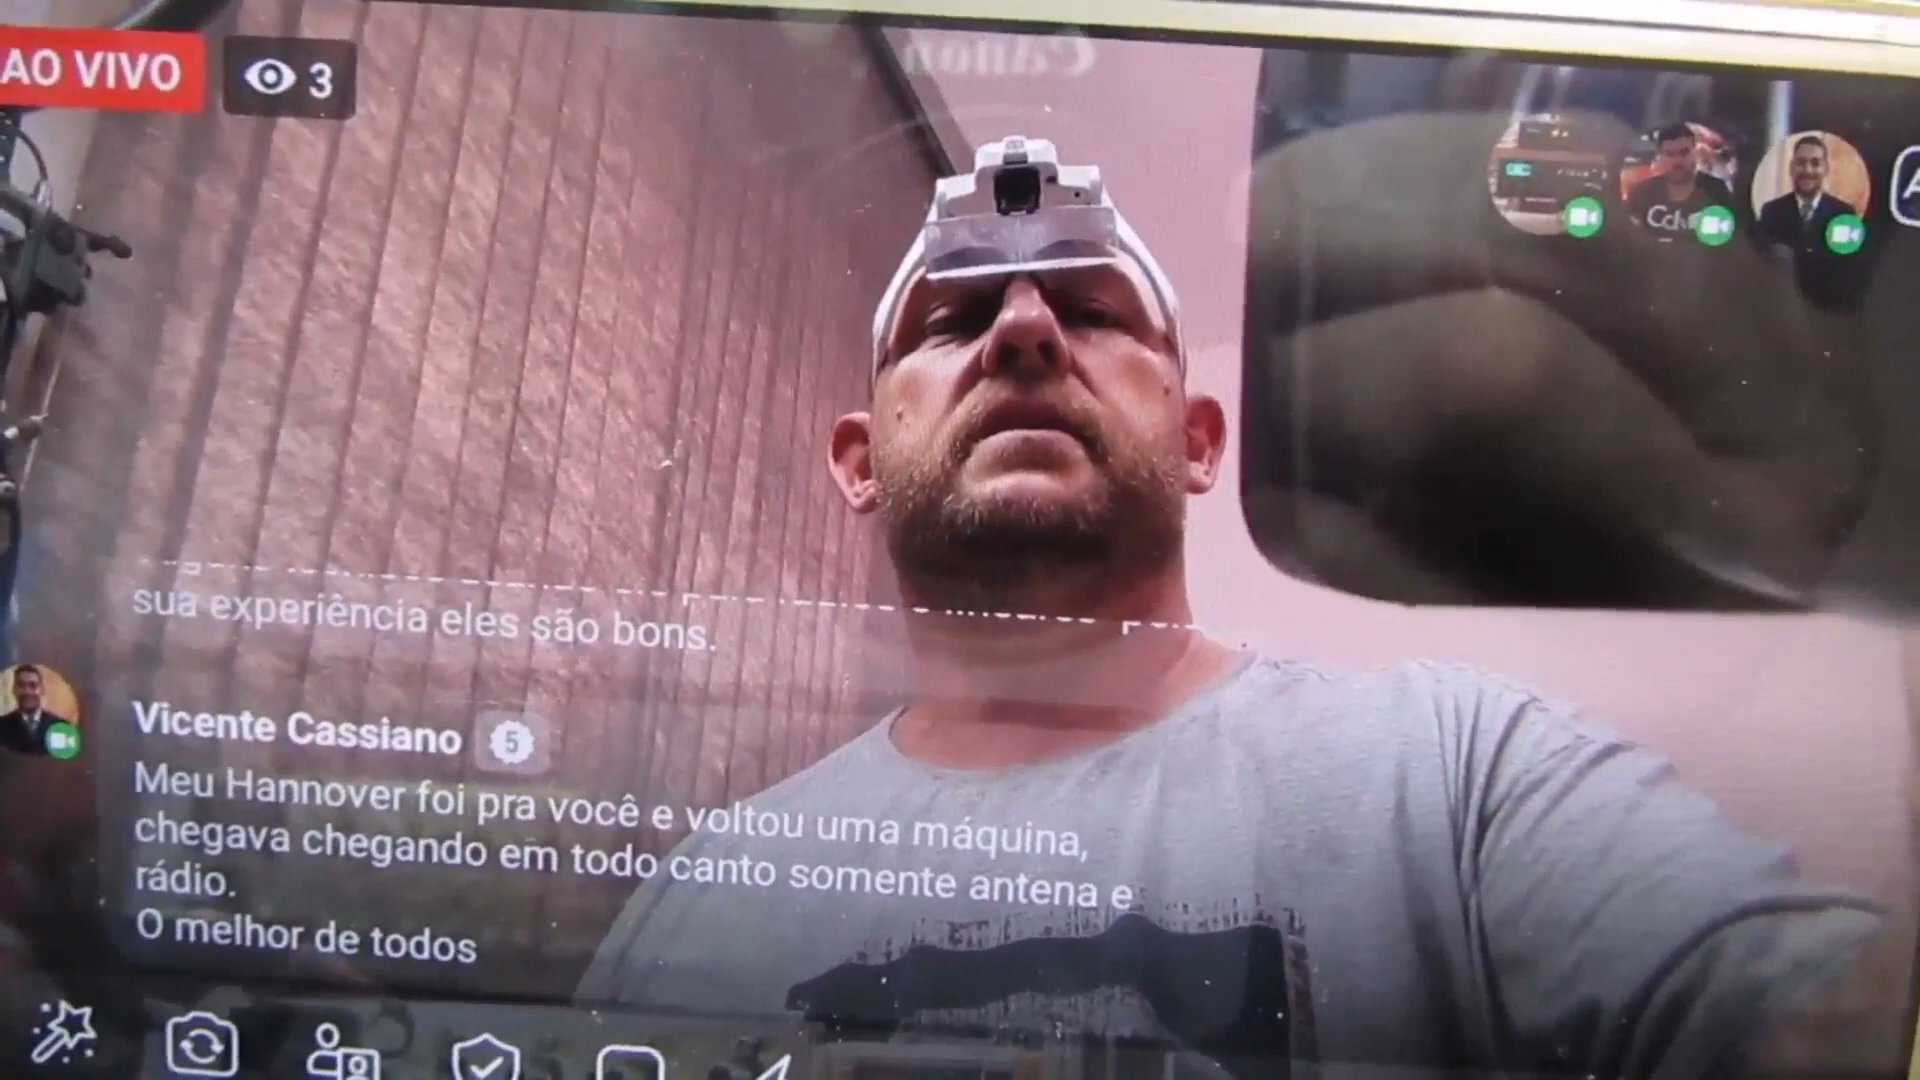 AO VIVO
3
Canon
sua experiência eles são bons.
Vicente Cassiano 5
Meu Hannover foi pra você e voltou uma máquina,
chegava chegando em todo canto somente antena e
rádio.
O melhor de todos